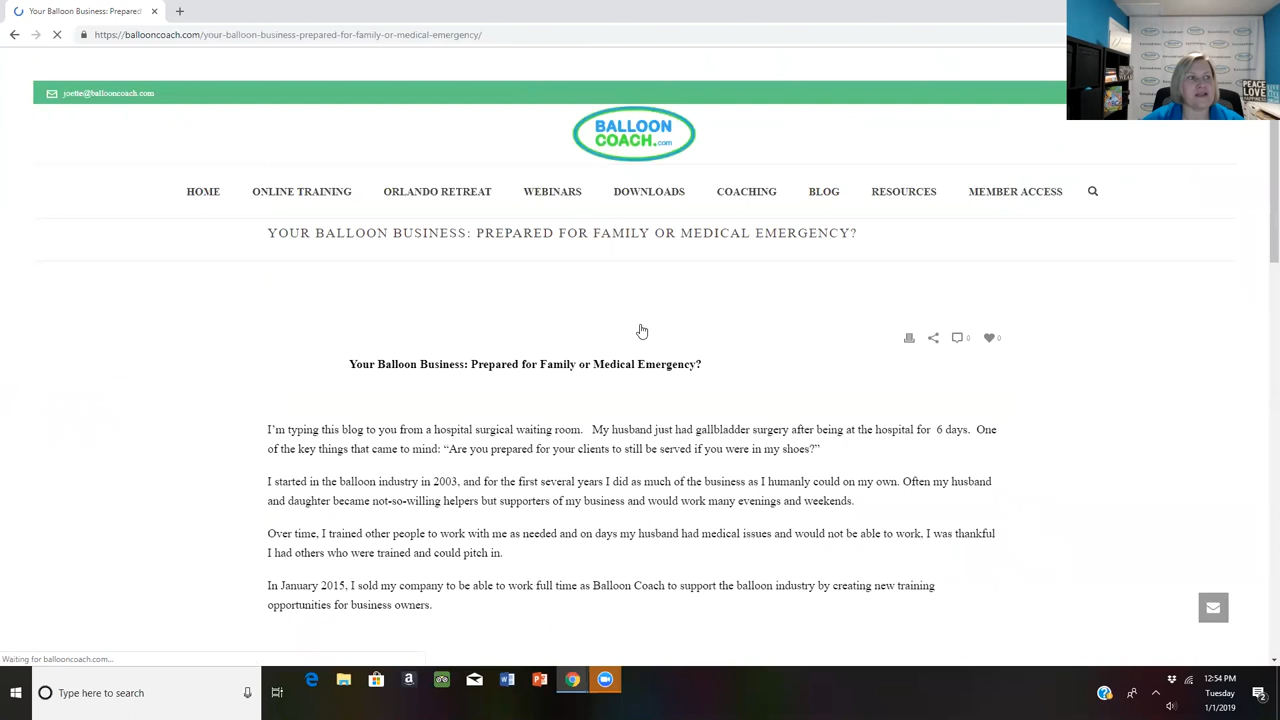 Your Balloon Business: Prepared
https://ballooncoach.com/your-balloon-business-prepared-for-family-or-medical-emergency/
joette@ballooncoach.com
BALLOON
COACH.com
HOME ONLINE TRAINING ORLANDO RETREAT WEBINARS DOWNLOADS COACHING BLOG RESOURCES MEMBER ACCESS
YOUR BALLOON BUSINESS: PREPARED FOR FAMILY OR MEDICAL EMERGENCY?
0 0
Your Balloon Business: Prepared for Family or Medical Emergency?
I'm typing this blog to you from a hospital surgical waiting room. My husband just had gallbladder surgery after being at the hospital for 6 days. One
of the key things that came to mind: “Are you prepared for your clients to still be served if you were in my shoes?”
I started in the balloon industry in 2003, and for the first several years I did as much of the business as I humanly could on my own. Often my husband
and daughter became not-so-willing helpers but supporters of my business and would work many evenings and weekends.
Over time, I trained other people to work with me as needed and on days my husband had medical issues and would not be able to work, I was thankful
I had others who were trained and could pitch in.
In January 2015, I sold my company to be able to work full time as Balloon Coach to support the balloon industry by creating new training
opportunities for business owners.
Waiting for ballooncoach.com...
Type here to search
12:54 PM
Tuesday
1/1/2019
2
PEACE
LOVE